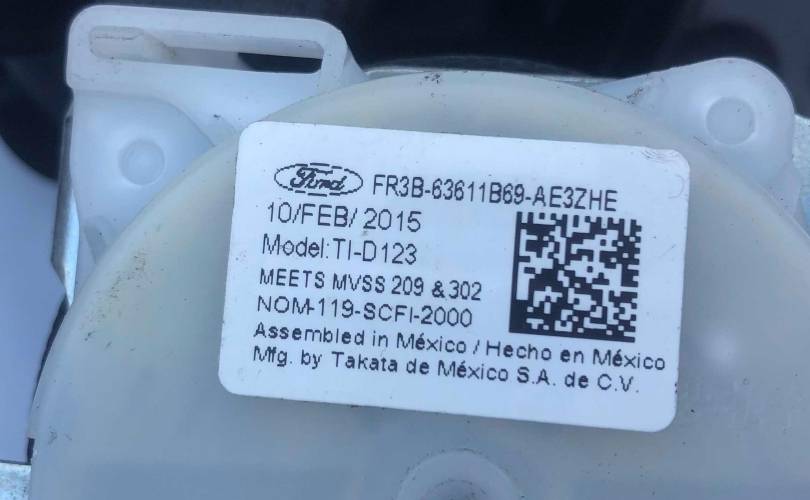 Ford FR3B-63611B69-AE3ZHE
10/FEB/ 2015
Model:TI-D123
MEETS MVSS 209 & 302
NOM-119-SCFI-2000
Assembled in México / Hecho en México
Mfg. by Takata de México S.A. de C.V.